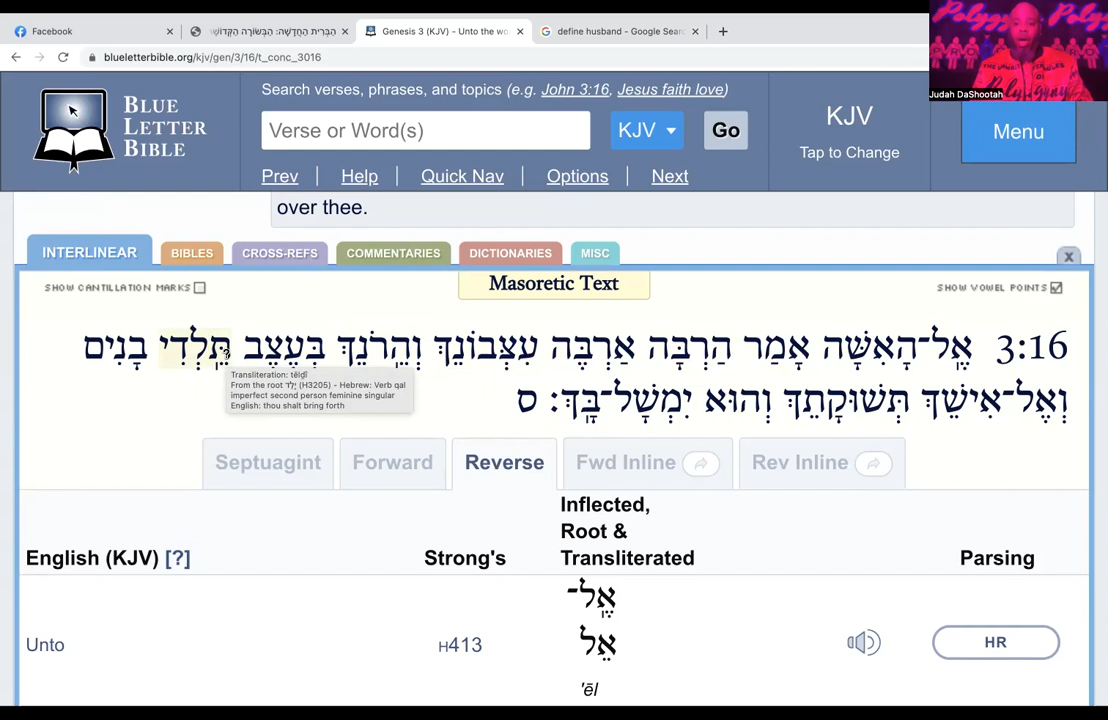 Facebook
הַבְּרִית הַחֲדָשָׁה: הַבְּשׂוֹרָה הַקְּדוֹשָׁ
Genesis 3 (KJV) - Unto the wo
define husband - Google Sear
blueletterbible.org/kjv/gen/3/16/t_conc_3016
Judah DaShootah
BLUE
LETTER
BIBLE
Search verses, phrases, and topics (e.g. John 3:16, Jesus faith love)
Verse or Word(s)
KJV
Go
KJV
Tap to Change
Menu
Prev | Help | Quick Nav | Options | Next
over thee.
INTERLINEAR
BIBLES
CROSS-REFS
COMMENTARIES
DICTIONARIES
MISC
x
SHOW CANTILLATION MARKS
Masoretic Text
SHOW VOWEL POINTS
3:16 אֶל־הָאִשָּׁה אָמַר הַרְבָּה אַרְבֶּה עִצְּבוֹנֵךְ וְהֵרֹנֵךְ בְּעֶצֶב תֵּלְדִי בָנִים
וְאֶל־אִישֵׁךְ תְּשׁוּקָתֵךְ וְהוּא יִמְשָׁל־בָּךְ׃ ס
Transliteration: tēlḏî
From the root יָלַד (H3205) - Hebrew: Verb qal
imperfect second person feminine singular
English: thou shalt bring forth
Septuagint
Forward
Reverse
Fwd Inline
Rev Inline
English (KJV) [?]
Strong's
Inflected,
Root &
Transliterated
Parsing
Unto
H413
אֶל־
אֵל
'ēl
HR